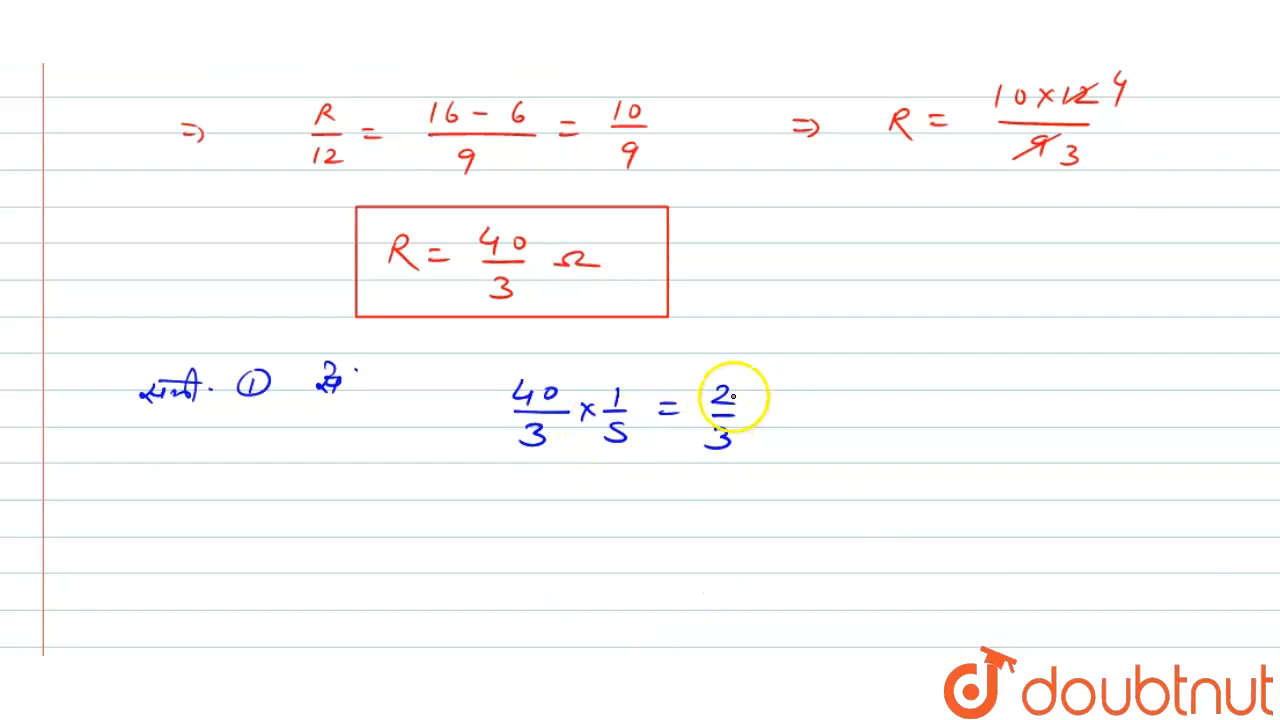 ⇒ R/12 = (16 - 6)/9 = 10/9 ⇒ R = (10 × 12 4)/(9 3)
R = 40/3 Ω
समी. ① से
40/3 × 1/5 = 2/3
doubtnut